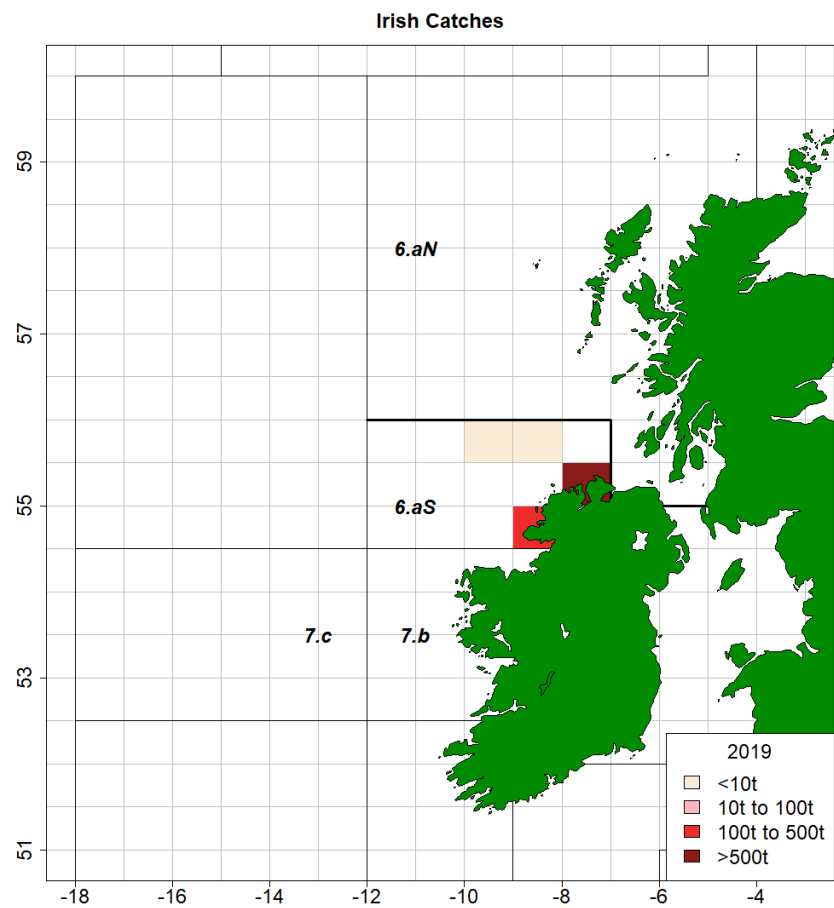 Irish Catches
59
57
55
53
51
6.aN
6.aS
7.c
7.b
2019
<10t
10t to 100t
100t to 500t
>500t
-18
-16
-14
-12
-10
-8
-6
-4